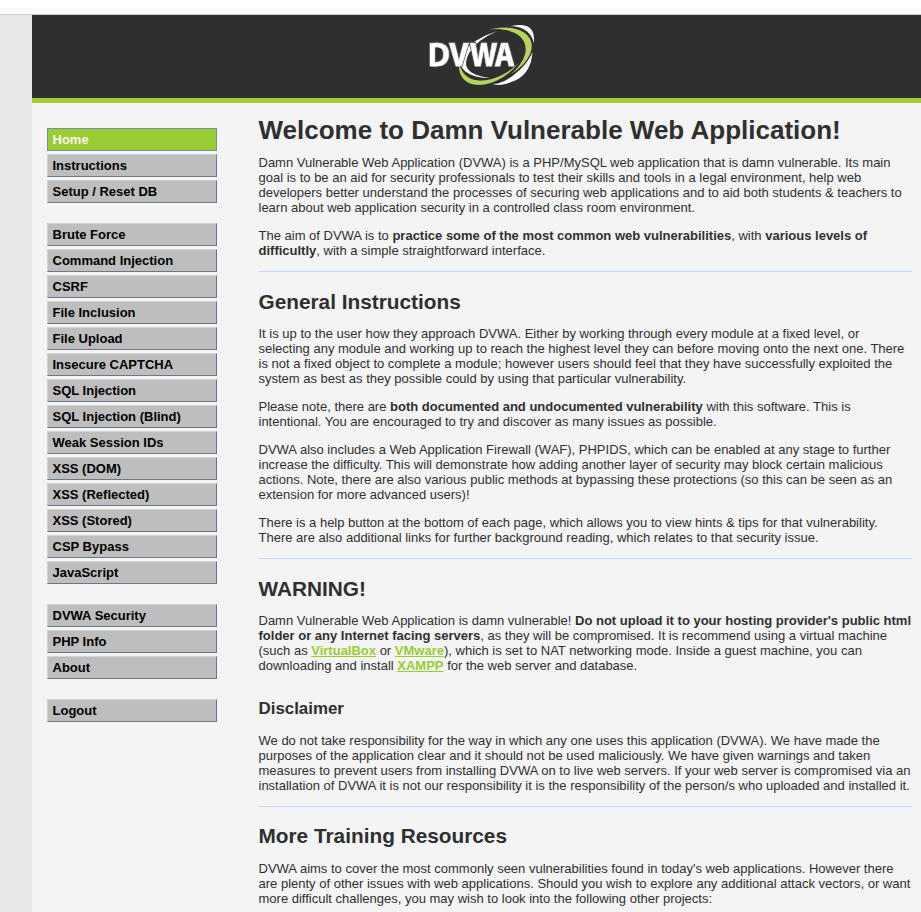 DVWA
Home
Instructions
Setup / Reset DB
Brute Force
Command Injection
CSRF
File Inclusion
File Upload
Insecure CAPTCHA
SQL Injection
SQL Injection (Blind)
Weak Session IDs
XSS (DOM)
XSS (Reflected)
XSS (Stored)
CSP Bypass
JavaScript
DVWA Security
PHP Info
About
Logout
Welcome to Damn Vulnerable Web Application!
Damn Vulnerable Web Application (DVWA) is a PHP/MySQL web application that is damn vulnerable. Its main
goal is to be an aid for security professionals to test their skills and tools in a legal environment, help web
developers better understand the processes of securing web applications and to aid both students & teachers to
learn about web application security in a controlled class room environment.
The aim of DVWA is to practice some of the most common web vulnerabilities, with various levels of
difficultly, with a simple straightforward interface.
General Instructions
It is up to the user how they approach DVWA. Either by working through every module at a fixed level, or
selecting any module and working up to reach the highest level they can before moving onto the next one. There
is not a fixed object to complete a module; however users should feel that they have successfully exploited the
system as best as they possible could by using that particular vulnerability.
Please note, there are both documented and undocumented vulnerability with this software. This is
intentional. You are encouraged to try and discover as many issues as possible.
DVWA also includes a Web Application Firewall (WAF), PHPIDS, which can be enabled at any stage to further
increase the difficulty. This will demonstrate how adding another layer of security may block certain malicious
actions. Note, there are also various public methods at bypassing these protections (so this can be seen as an
extension for more advanced users)!
There is a help button at the bottom of each page, which allows you to view hints & tips for that vulnerability.
There are also additional links for further background reading, which relates to that security issue.
WARNING!
Damn Vulnerable Web Application is damn vulnerable! Do not upload it to your hosting provider's public html
folder or any Internet facing servers, as they will be compromised. It is recommend using a virtual machine
(such as VirtualBox or VMware), which is set to NAT networking mode. Inside a guest machine, you can
downloading and install XAMPP for the web server and database.
Disclaimer
We do not take responsibility for the way in which any one uses this application (DVWA). We have made the
purposes of the application clear and it should not be used maliciously. We have given warnings and taken
measures to prevent users from installing DVWA on to live web servers. If your web server is compromised via an
installation of DVWA it is not our responsibility it is the responsibility of the person/s who uploaded and installed it.
More Training Resources
DVWA aims to cover the most commonly seen vulnerabilities found in today's web applications. However there
are plenty of other issues with web applications. Should you wish to explore any additional attack vectors, or want
more difficult challenges, you may wish to look into the following other projects: